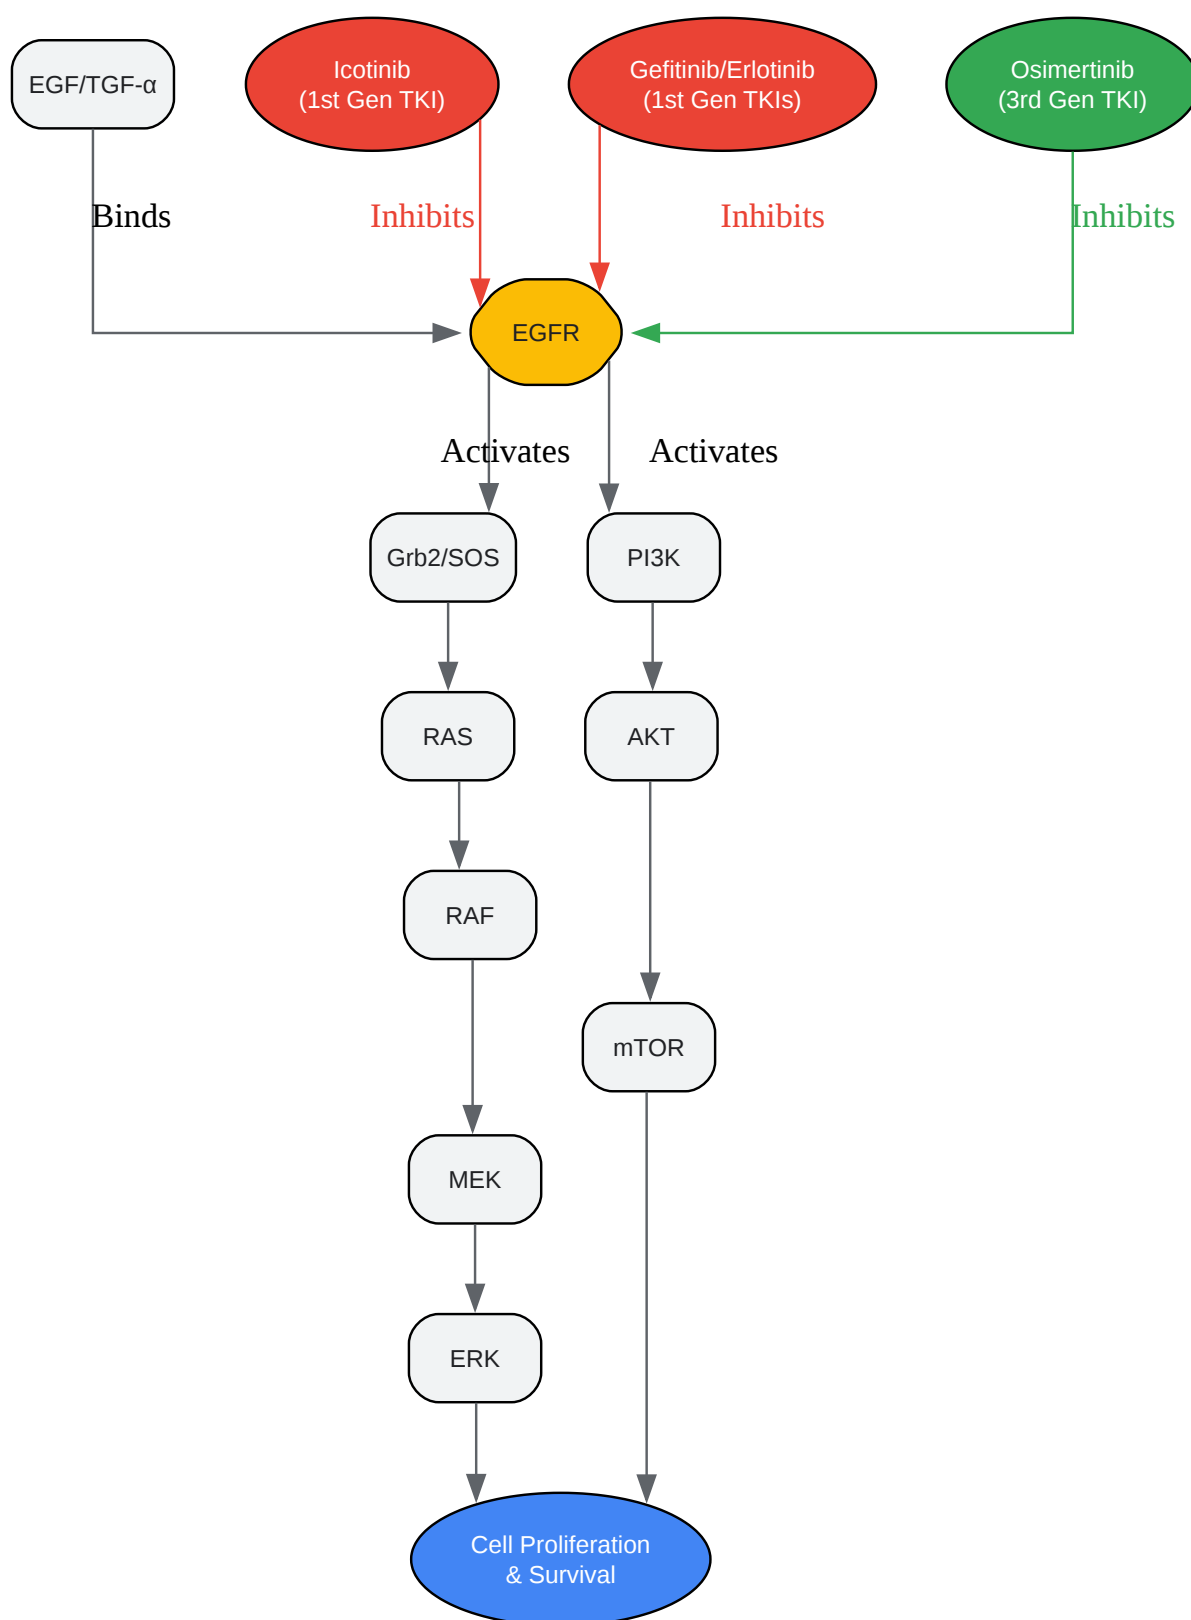 EGF/TGF-α
Icotinib
(1st Gen TKI)
Gefitinib/Erlotinib
(1st Gen TKIs)
Osimertinib
(3rd Gen TKI)
Binds
Inhibits
Inhibits
Inhibits
EGFR
Activates
Activates
Grb2/SOS
PI3K
RAS
AKT
RAF
mTOR
MEK
ERK
Cell Proliferation
& Survival